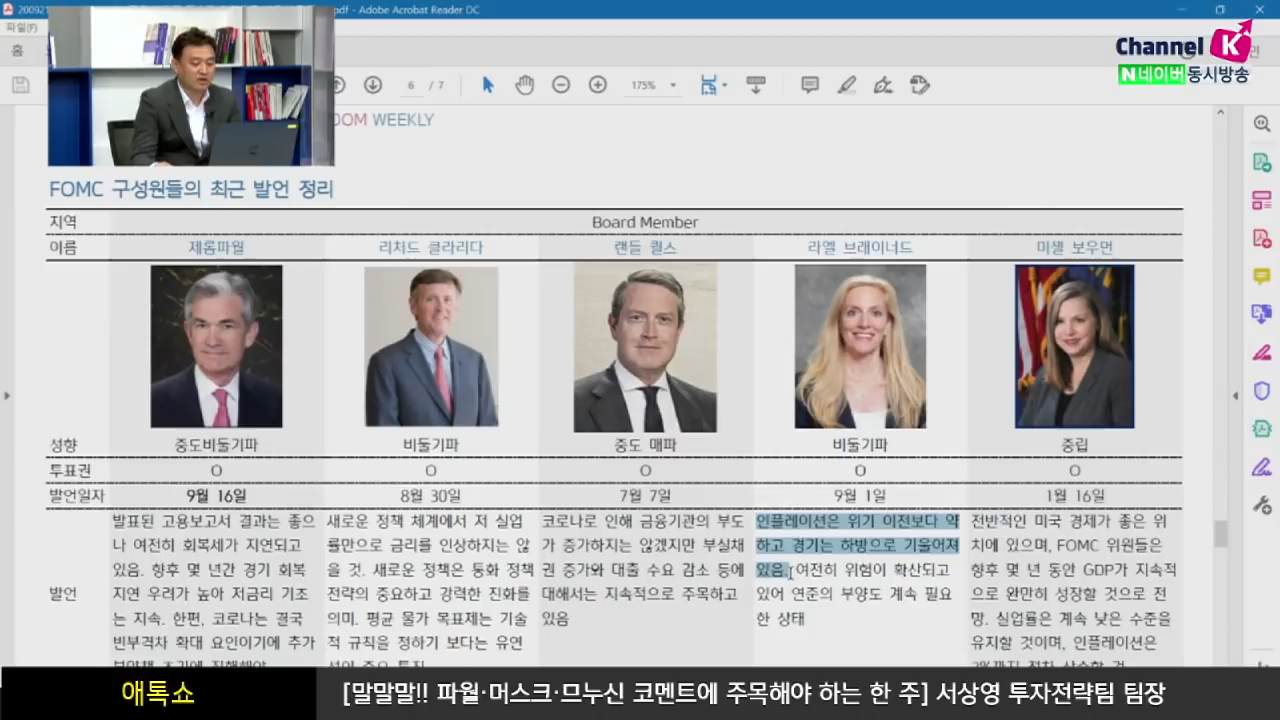 200921
.pdf - Adobe Acrobat Reader DC
파일(F)
홈
Channel K
N 네이버 동시방송
6 / 7
175%
OOM WEEKLY
FOMC 구성원들의 최근 발언 정리
지역 Board Member
이름 제롬파월 리처드 클라리다 랜들 퀄스 라엘 브래이너드 미셸 보우먼
성향 중도비둘기파 비둘기파 중도 매파 비둘기파 중립
투표권 O O O O O
발언일자 9월 16일 8월 30일 7월 7일 9월 1일 1월 16일
발언
발표된 고용보고서 결과는 좋으
나 여전히 회복세가 지연되고
있음. 향후 몇 년간 경기 회복
지연 우려가 높아 저금리 기조
는 지속. 한편, 코로나는 결국
빈부격차 확대 요인이기에 추가
새로운 정책 체계에서 저 실업
률만으로 금리를 인상하지는 않
을 것. 새로운 정책은 통화 정책
전략의 중요하고 강력한 진화를
의미. 평균 물가 목표제는 기술
적 규칙을 정하기 보다는 유연
코로나로 인해 금융기관의 부도
가 증가하지는 않겠지만 부실채
권 증가와 대출 수요 감소 등에
대해서는 지속적으로 주목하고
있음
인플레이션은 위기 이전보다 약
하고 경기는 하방으로 기울어져
있음. 여전히 위험이 확산되고
있어 연준의 부양도 계속 필요
한 상태
전반적인 미국 경제가 좋은 위
치에 있으며, FOMC 위원들은
향후 몇 년 동안 GDP가 지속적
으로 완만히 성장할 것으로 전
망. 실업률은 계속 낮은 수준을
유지할 것이며, 인플레이션은
애톡쇼
[말말말!! 파월·머스크·므누신 코멘트에 주목해야 하는 한 주] 서상영 투자전략팀 팀장